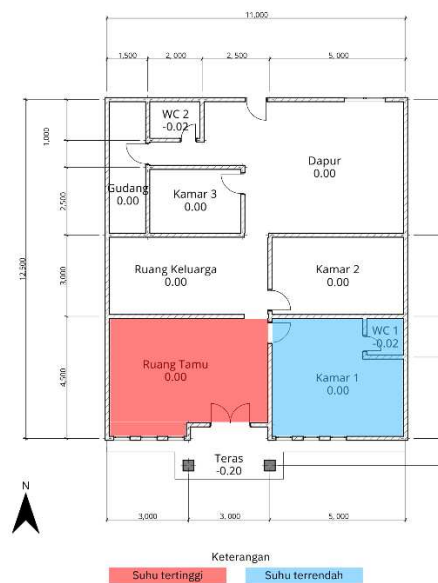 11,000
1,500 2,000 2,500 5,000
WC 2
-0.02
1,000
Dapur
0.00
Gudang
0.00
Kamar 3
0.00
2,500
12,500
Ruang Keluarga
0.00
Kamar 2
0.00
3,000
WC 1
-0.02
Ruang Tamu
0.00
Kamar 1
0.00
4,500
Teras
-0.20
N
3,000 3,000 5,000
Keterangan
Suhu tertinggi Suhu terrendah